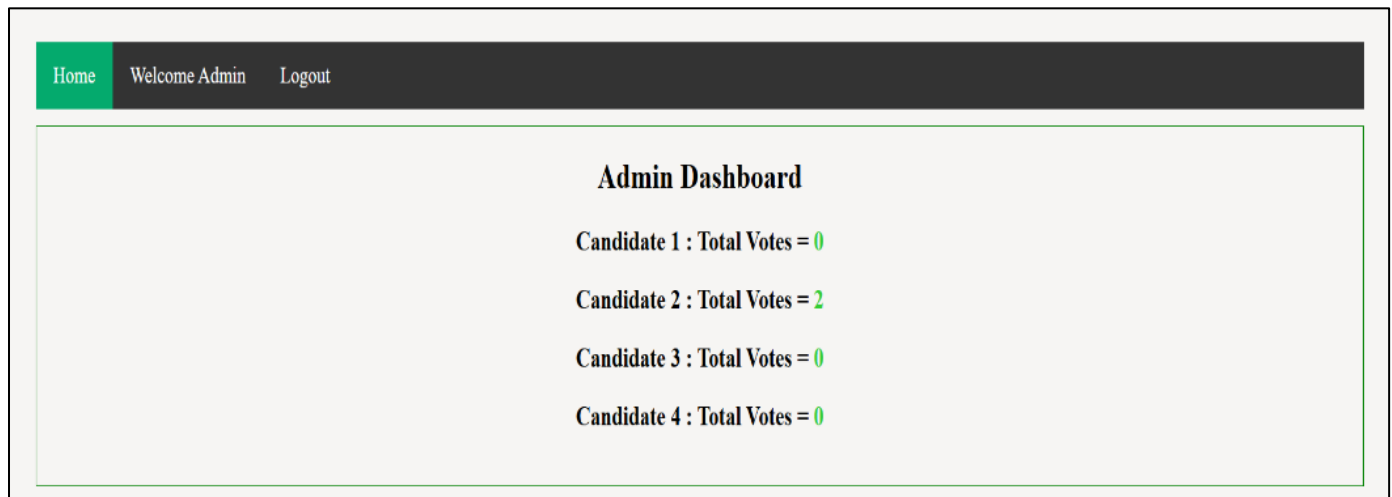 Home Welcome Admin Logout
Admin Dashboard
Candidate 1 : Total Votes = 0
Candidate 2 : Total Votes = 2
Candidate 3 : Total Votes = 0
Candidate 4 : Total Votes = 0